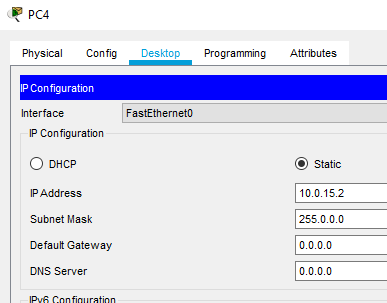 PC4
Physical Config Desktop Programming Attributes
IP Configuration
Interface FastEthernet0
IP Configuration
DHCP Static
IP Address 10.0.15.2
Subnet Mask 255.0.0.0
Default Gateway 0.0.0.0
DNS Server 0.0.0.0
IPv6 Configuration